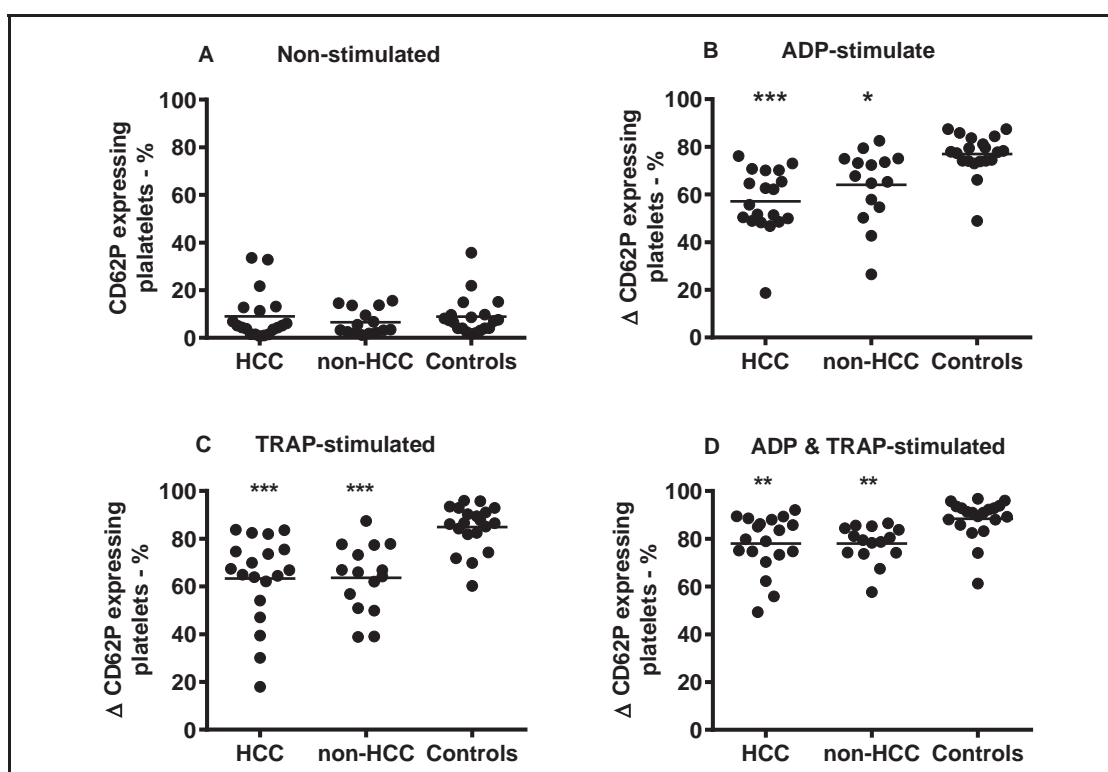 A Non-stimulated
CD62P expressing
plalatelets - %
100
80
60
40
20
0
HCC non-HCC Controls
B ADP-stimulate
Δ CD62P expressing
platelets - %
*** *
100
80
60
40
20
0
HCC non-HCC Controls
C TRAP-stimulated
Δ CD62P expressing
platelets - %
*** ***
100
80
60
40
20
0
HCC non-HCC Controls
D ADP & TRAP-stimulated
Δ CD62P expressing
platelets - %
** **
100
80
60
40
20
0
HCC non-HCC Controls